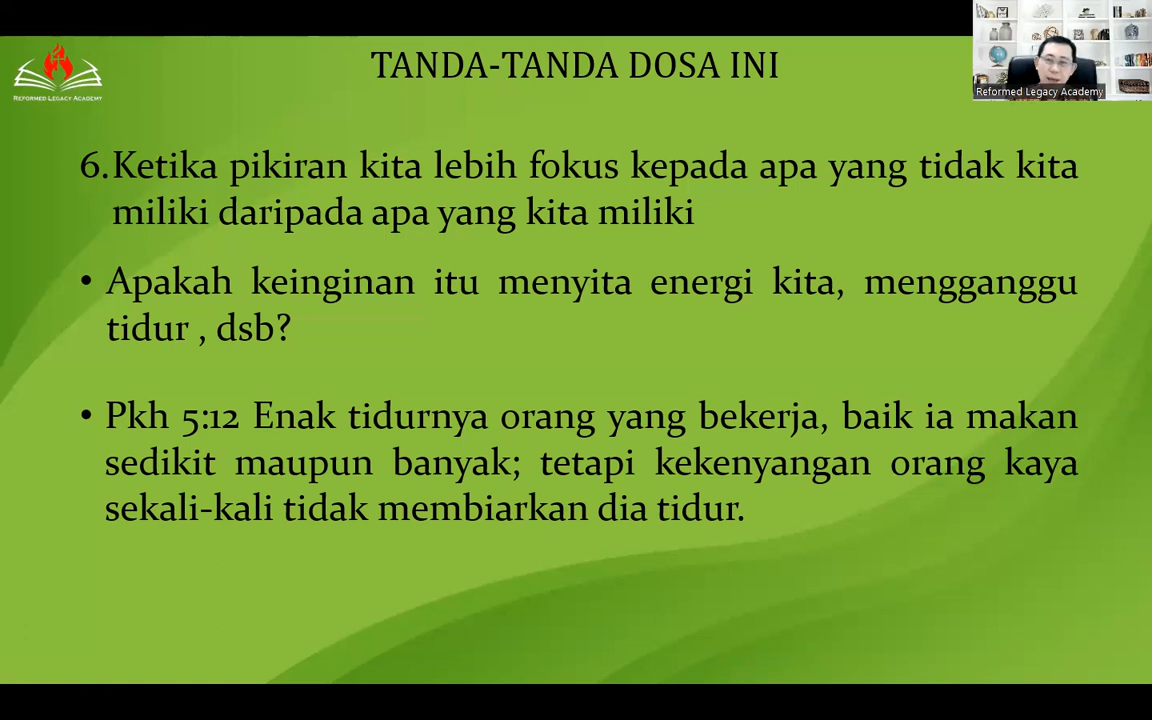 TANDA-TANDA DOSA INI
REFORMED LEGACY ACADEMY
Reformed Legacy Academy
6.Ketika pikiran kita lebih fokus kepada apa yang tidak kita
miliki daripada apa yang kita miliki
• Apakah keinginan itu menyita energi kita, mengganggu
tidur , dsb?
• Pkh 5:12 Enak tidurnya orang yang bekerja, baik ia makan
sedikit maupun banyak; tetapi kekenyangan orang kaya
sekali-kali tidak membiarkan dia tidur.